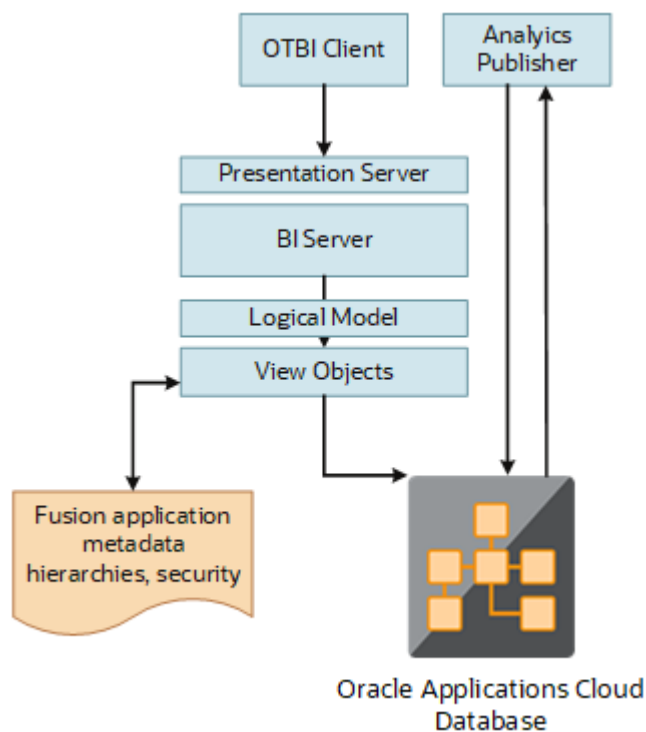 OTBI Client
Analyics
Publisher
Presentation Server
BI Server
Logical Model
View Objects
Fusion application
metadata
hierarchies, security
Oracle Applications Cloud
Database